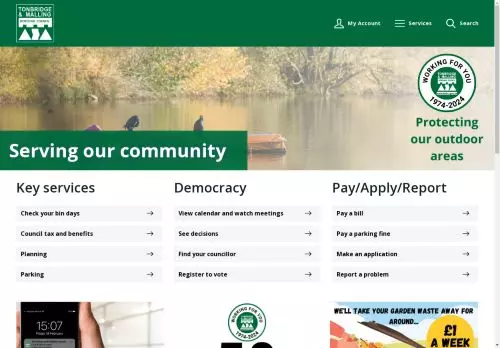 TONBRIDGE
& MALLING
BOROUGH COUNCIL
My Account
Services
Search
WORKING FOR YOU
TONBRIDGE
& MALLING
1974-2024
Protecting
our outdoor
areas
Serving our community
Key services
Check your bin days
Council tax and benefits
Planning
Parking
Democracy
View calendar and watch meetings
See decisions
Find your councillor
Register to vote
Pay/Apply/Report
Pay a bill
Pay a parking fine
Make an application
Report a problem
15:07
WORKING FOR YOU
1974-2024
WE'LL TAKE YOUR GARDEN WASTE AWAY FOR
AROUND...
£1
A WEEK